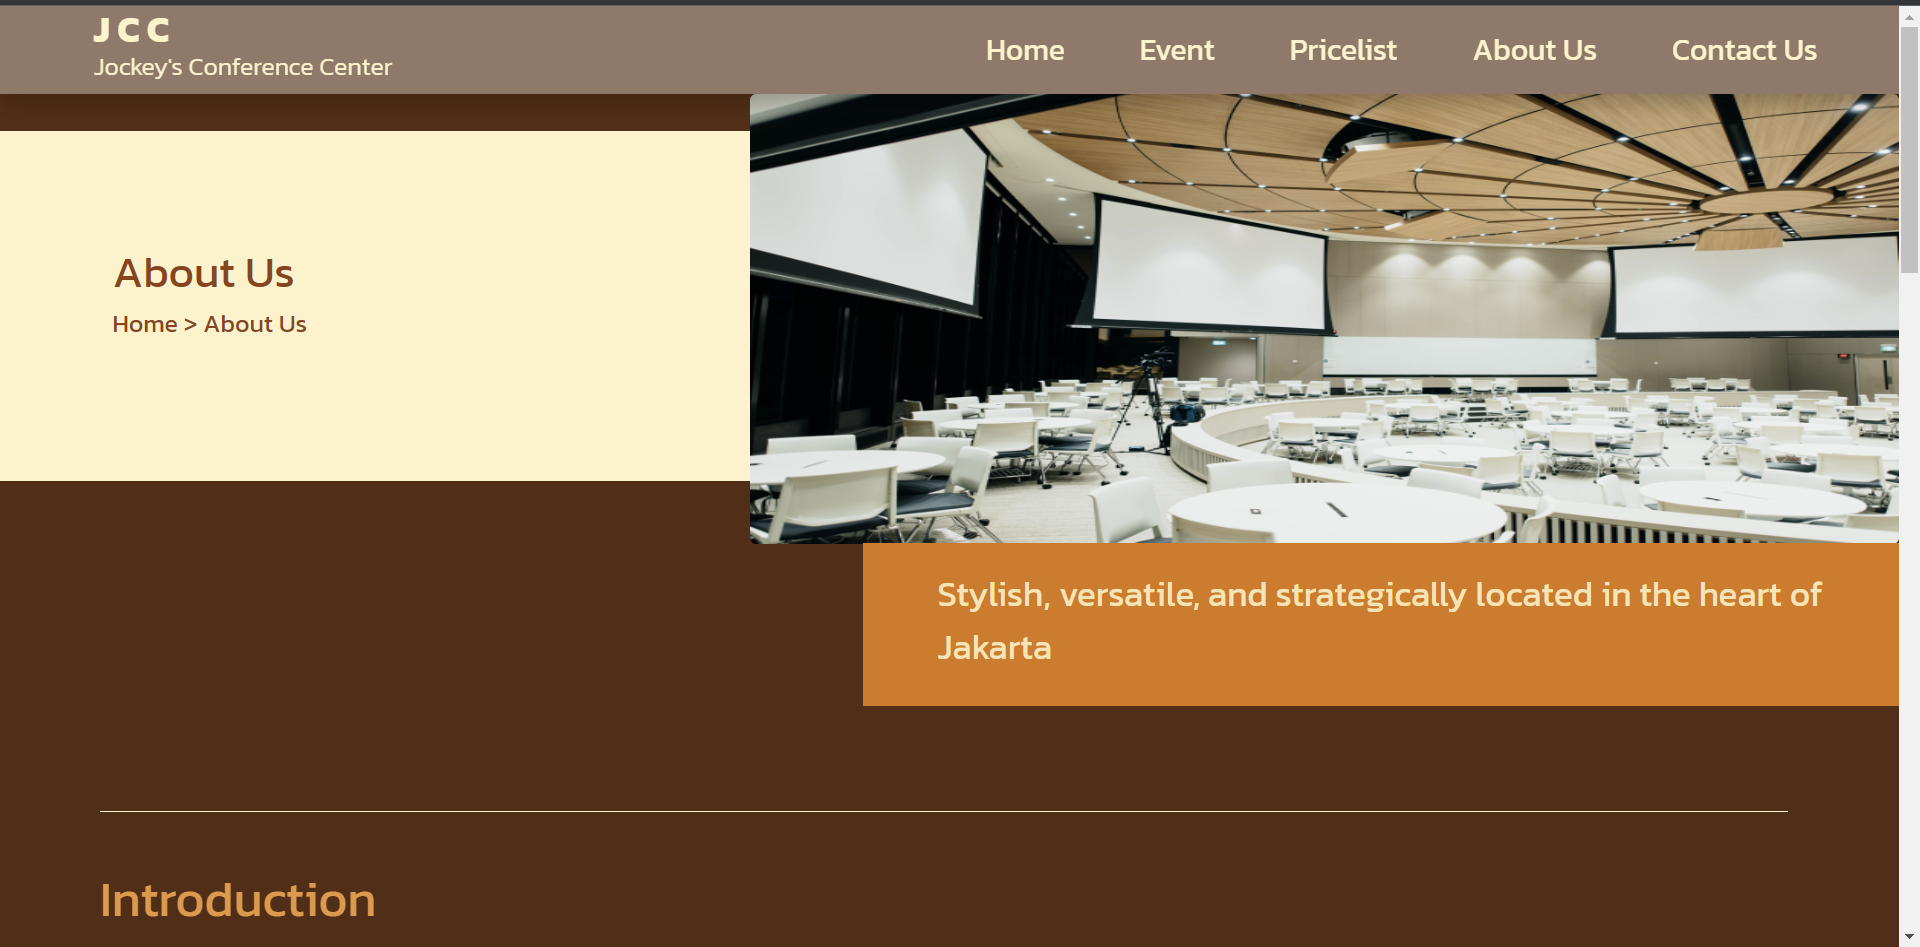 JCC
Jockey's Conference Center
Home
Event
Pricelist
About Us
Contact Us
About Us
Home > About Us
Stylish, versatile, and strategically located in the heart of
Jakarta
Introduction